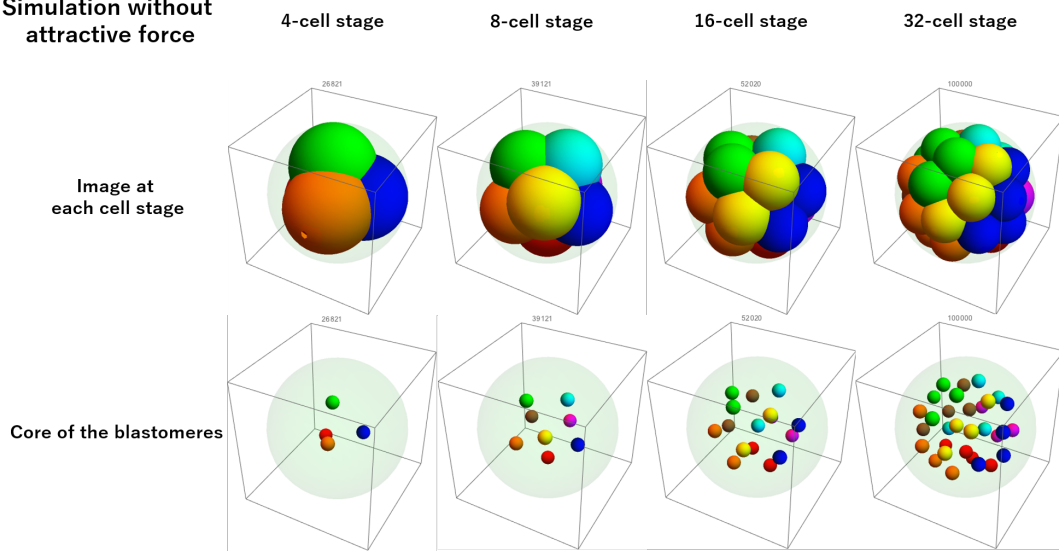 Simulation without
attractive force
4-cell stage
8-cell stage
16-cell stage
32-cell stage
26821
39121
52020
100000
Image at
each cell stage
26821
39121
52020
100000
Core of the blastomeres